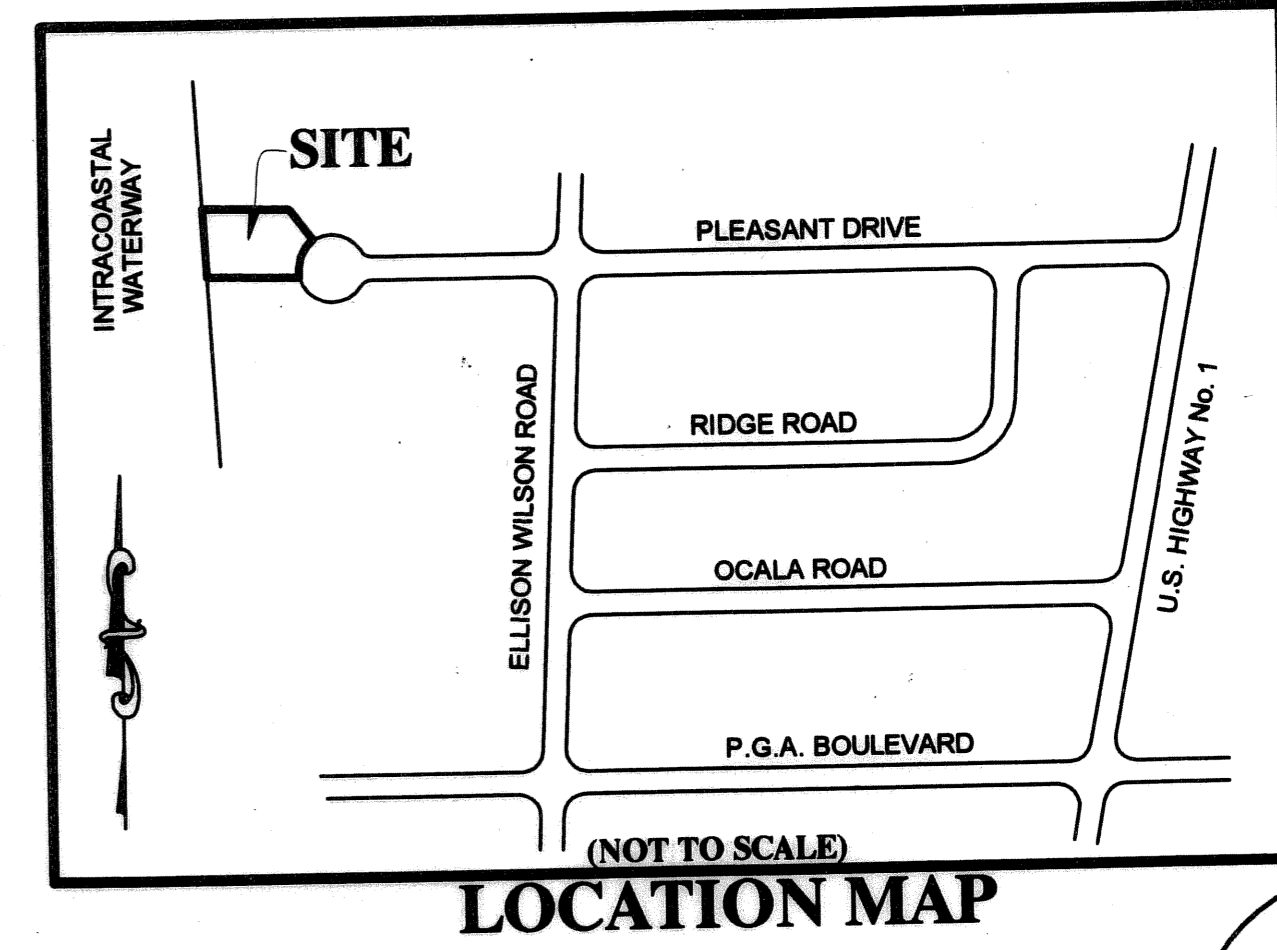 INTRACOASTAL
WATERWAY
SITE
PLEASANT DRIVE
ELLISON WILSON ROAD
RIDGE ROAD
U.S. HIGHWAY No. 1
OCALA ROAD
P.G.A. BOULEVARD
(NOT TO SCALE)
LOCATION MAP